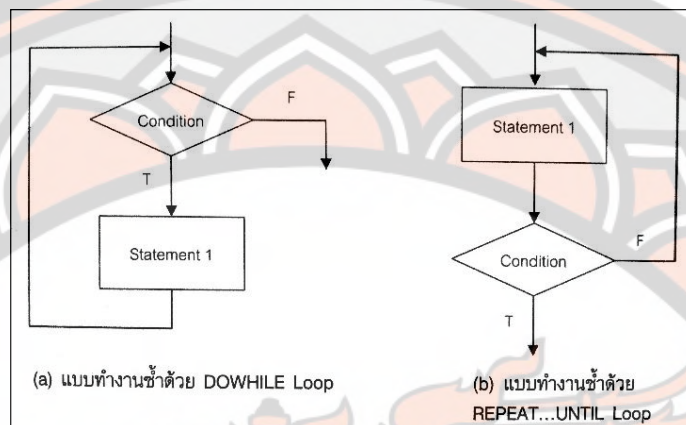 Condition
F
T
Statement 1
(a) แบบทำงานซ้ำด้วย DOWHILE Loop
Statement 1
Condition
F
T
(b) แบบทำงานซ้ำด้วย
REPEAT...UNTIL Loop